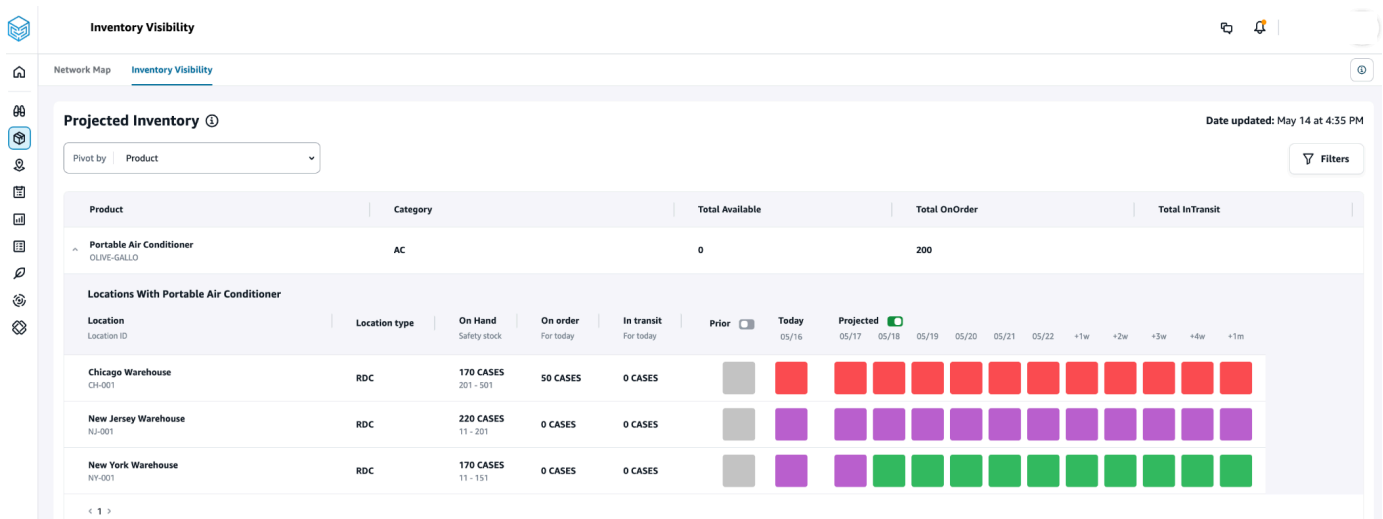 Inventory Visibility
Network Map Inventory Visibility
Projected Inventory
Date updated: May 14 at 4:35 PM
Pivot by Product
Filters
Product Category Total Available Total OnOrder Total InTransit
Portable Air Conditioner AC 0 200
OLIVE-GALLO
Locations With Portable Air Conditioner
Location Location type On Hand On order In transit Prior Today Projected
Location ID Safety stock For today For today 05/16 05/17 05/18 05/19 05/20 05/21 05/22 +1w +2w +3w +4w +1m
Chicago Warehouse RDC 170 CASES 50 CASES 0 CASES
CH-001 201 - 501
New Jersey Warehouse RDC 220 CASES 0 CASES 0 CASES
NJ-001 11 - 201
New York Warehouse RDC 170 CASES 0 CASES 0 CASES
NY-001 11 - 151
< 1 >